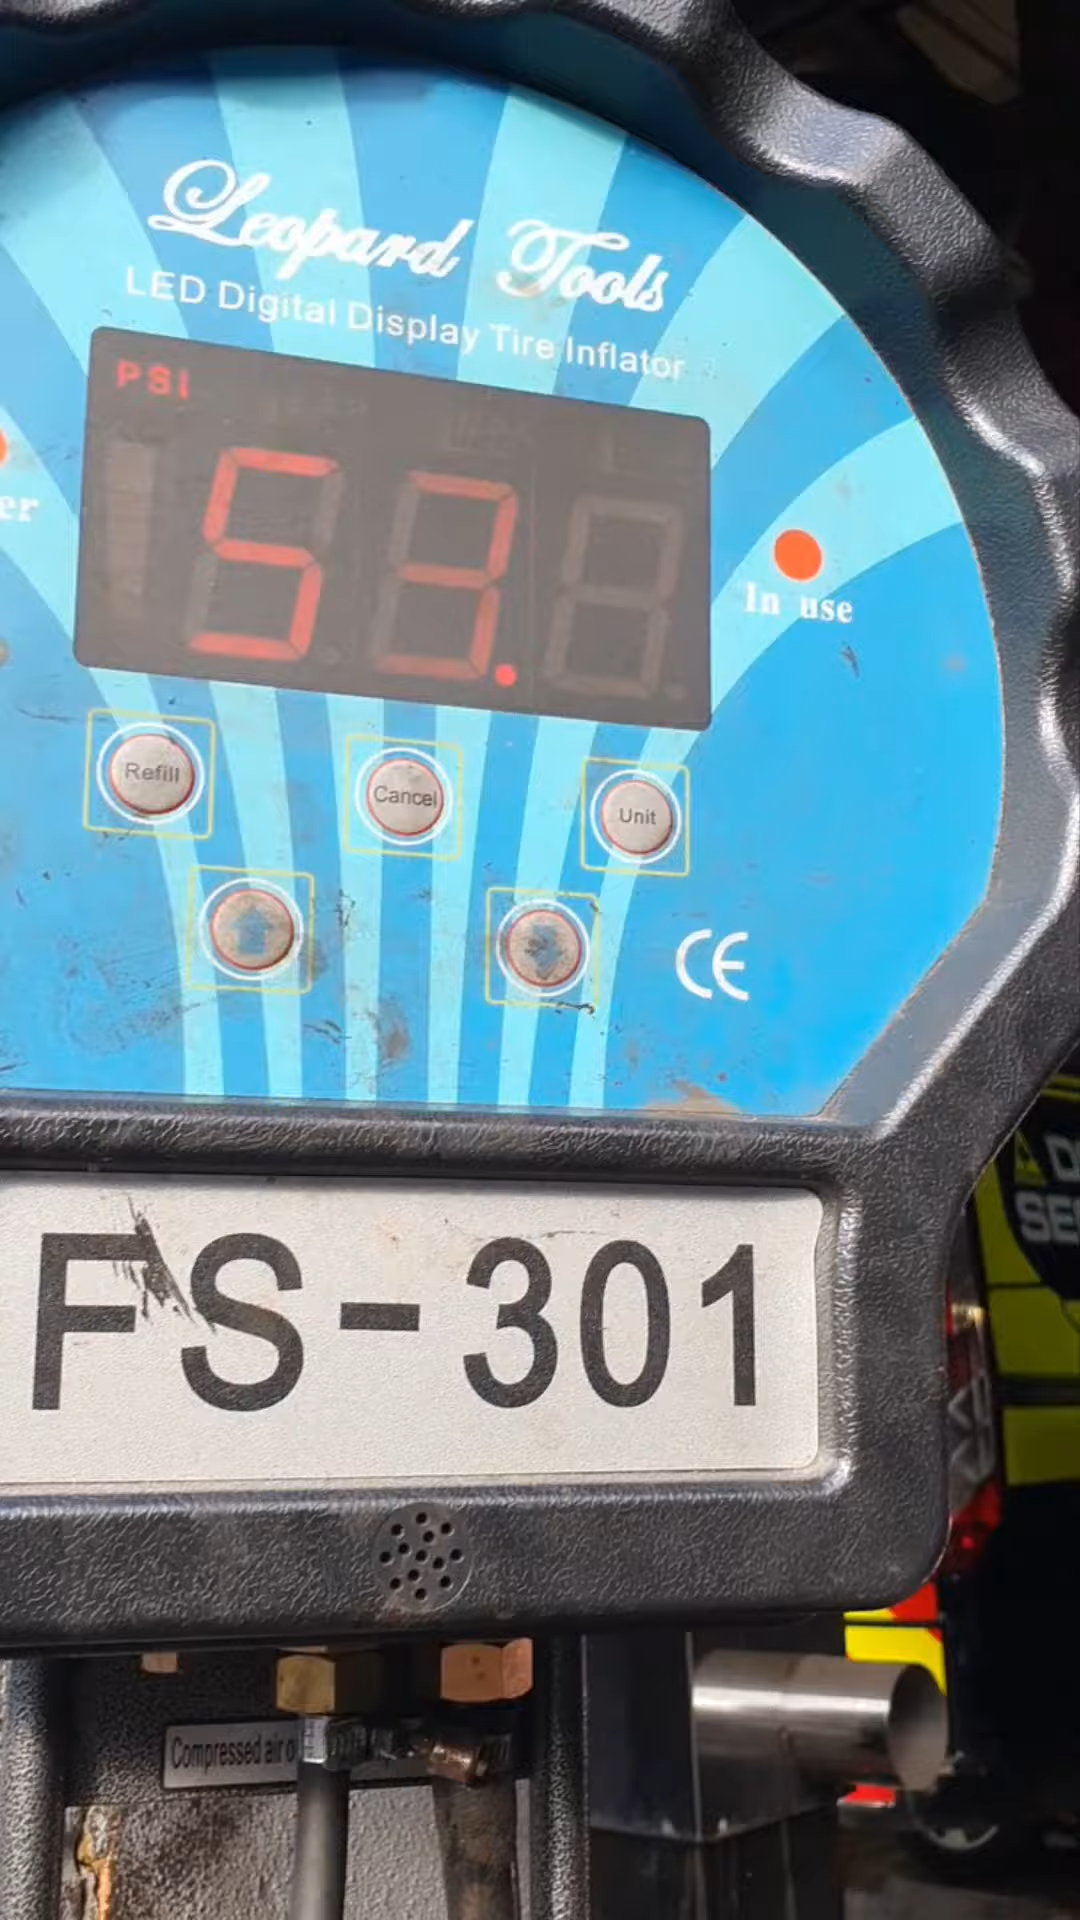 Leopard Tools
LED Digital Display Tire Inflator
PSI
53.
er
In use
Refill
Cancel
Unit
CE
FS-301
Compressed air